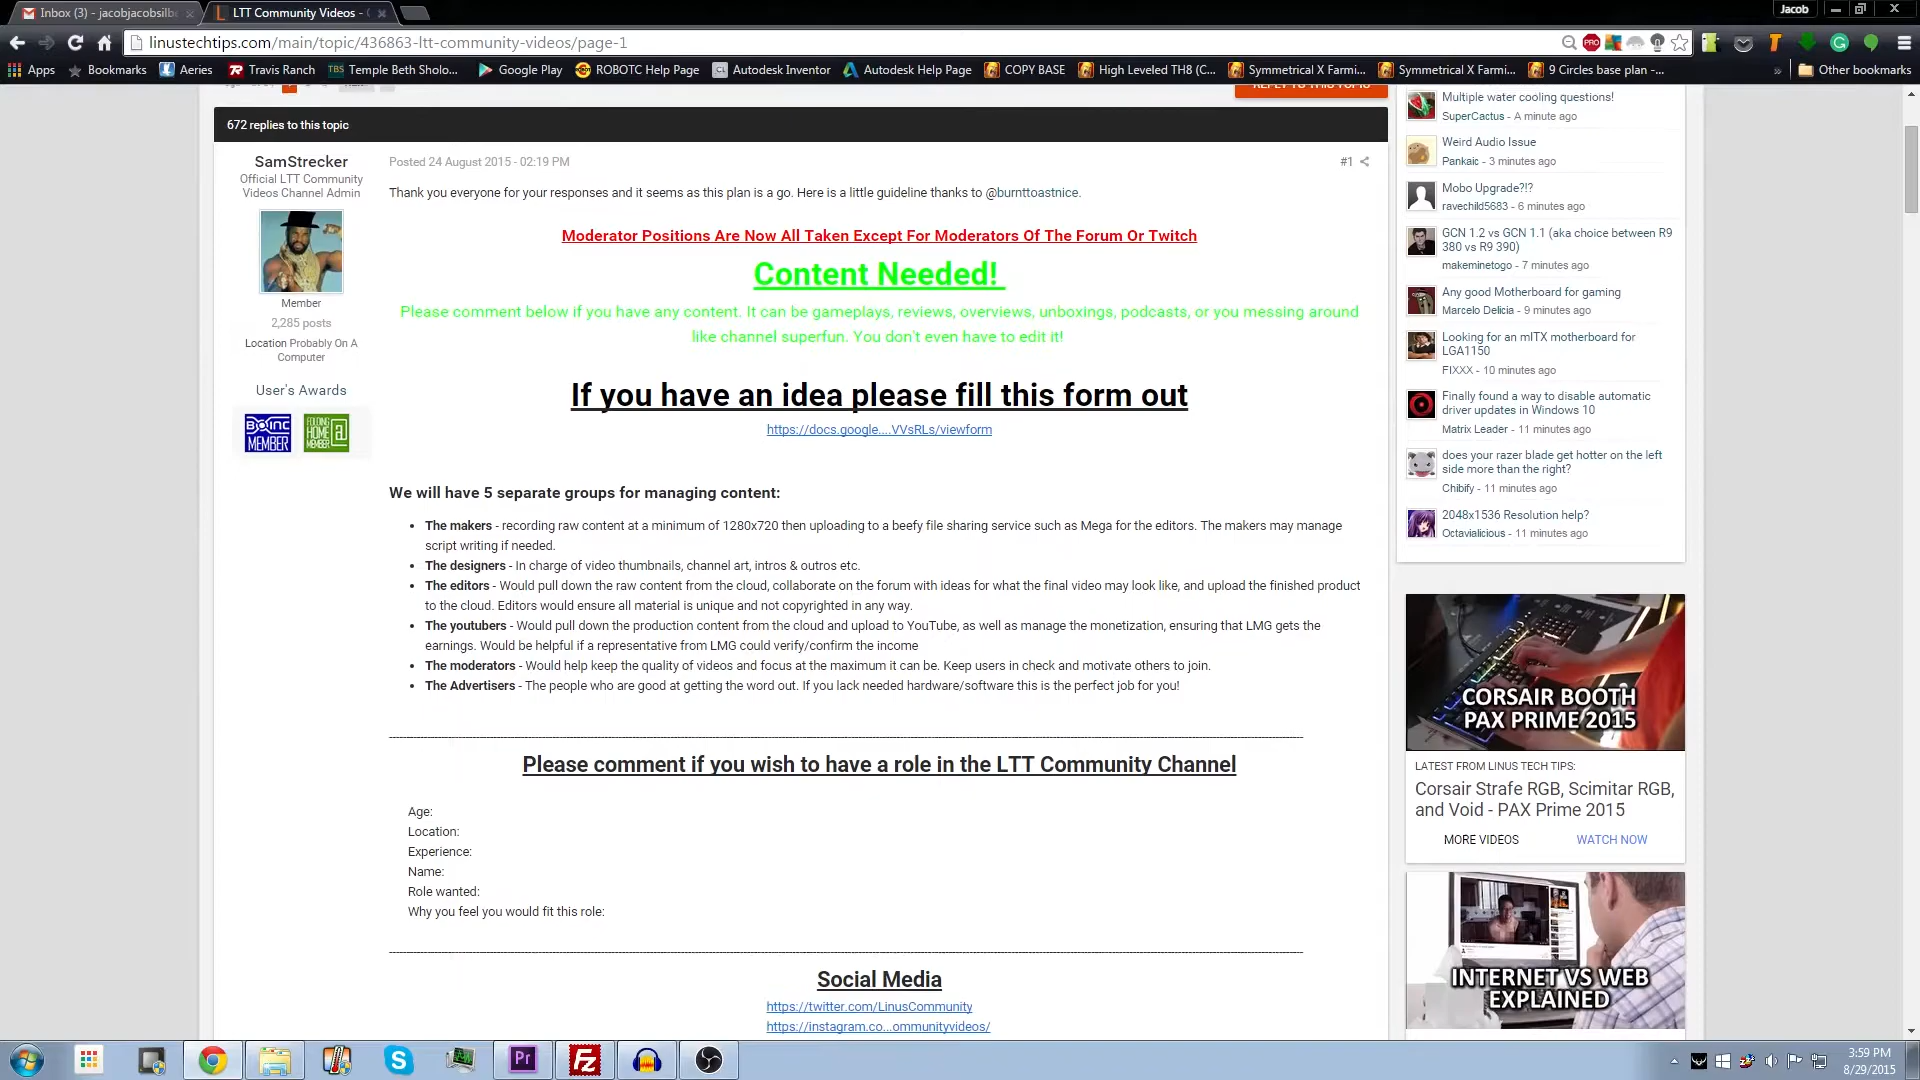 Inbox (3) - jacobjacobsilb
LTT Community Videos -
Jacob
linustechtips.com/main/topic/436863-ltt-community-videos/page-1
PRO
Apps
Bookmarks
Aeries
Travis Ranch
TBS Temple Beth Sholo...
Google Play
ROBOTC Help Page
CL Autodesk Inventor
Autodesk Help Page
COPY BASE
High Leveled TH8 (C...
Symmetrical X Farmi...
Symmetrical X Farmi...
9 Circles base plan -...
»
Other bookmarks
REPLY TO THIS TOPIC
672 replies to this topic
SamStrecker
Official LTT Community
Videos Channel Admin
Member
2,285 posts
Location Probably On A
Computer
User's Awards
BOINC
MEMBER
FOLDING
HOME @
MEMBER
Posted 24 August 2015 - 02:19 PM
#1
Thank you everyone for your responses and it seems as this plan is a go. Here is a little guideline thanks to @burnttoastnice.
Moderator Positions Are Now All Taken Except For Moderators Of The Forum Or Twitch
Content Needed!
Please comment below if you have any content. It can be gameplays, reviews, overviews, unboxings, podcasts, or you messing around
like channel superfun. You don't even have to edit it!
If you have an idea please fill this form out
https://docs.google....VVsRLs/viewform
We will have 5 separate groups for managing content:
• The makers - recording raw content at a minimum of 1280x720 then uploading to a beefy file sharing service such as Mega for the editors. The makers may manage
script writing if needed.
• The designers - In charge of video thumbnails, channel art, intros & outros etc.
• The editors - Would pull down the raw content from the cloud, collaborate on the forum with ideas for what the final video may look like, and upload the finished product
to the cloud. Editors would ensure all material is unique and not copyrighted in any way.
• The youtubers - Would pull down the production content from the cloud and upload to YouTube, as well as manage the monetization, ensuring that LMG gets the
earnings. Would be helpful if a representative from LMG could verify/confirm the income
• The moderators - Would help keep the quality of videos and focus at the maximum it can be. Keep users in check and motivate others to join.
• The Advertisers - The people who are good at getting the word out. If you lack needed hardware/software this is the perfect job for you!
Please comment if you wish to have a role in the LTT Community Channel
Age:
Location:
Experience:
Name:
Role wanted:
Why you feel you would fit this role:
Social Media
https://twitter.com/LinusCommunity
https://instagram.co...ommunityvideos/
Multiple water cooling questions!
SuperCactus - A minute ago
Weird Audio Issue
Pankaic - 3 minutes ago
Mobo Upgrade?!?
ravechild5683 - 6 minutes ago
GCN 1.2 vs GCN 1.1 (aka choice between R9
380 vs R9 390)
makeminetogo - 7 minutes ago
Any good Motherboard for gaming
Marcelo Delicia - 9 minutes ago
Looking for an mITX motherboard for
LGA1150
FIXXX - 10 minutes ago
Finally found a way to disable automatic
driver updates in Windows 10
Matrix Leader - 11 minutes ago
does your razer blade get hotter on the left
side more than the right?
Chibify - 11 minutes ago
2048x1536 Resolution help?
Octavialicious - 11 minutes ago
CORSAIR BOOTH
PAX PRIME 2015
LATEST FROM LINUS TECH TIPS:
Corsair Strafe RGB, Scimitar RGB,
and Void - PAX Prime 2015
MORE VIDEOS
WATCH NOW
INTERNET VS WEB
EXPLAINED
Pr
Fz
3:59 PM
8/29/2015